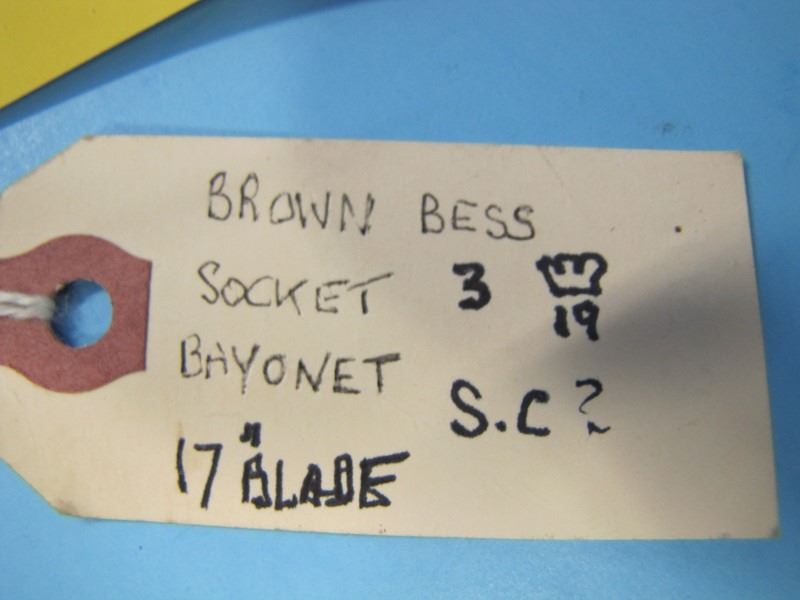 BROWN BESS
SOCKET 3
19
BAYONET
S.C?
17" BLADE